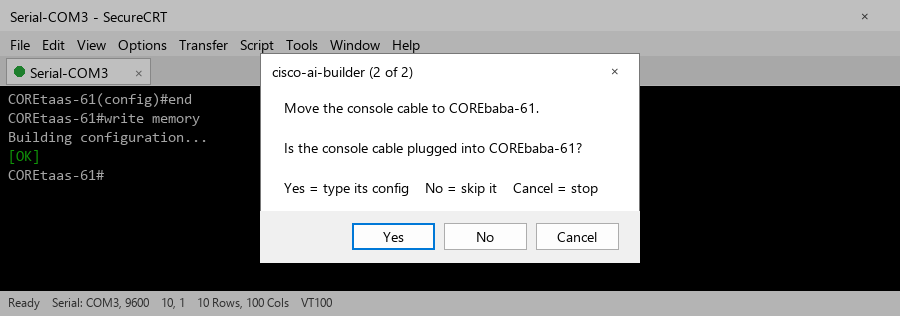 Serial-COM3 - SecureCRT ×
File Edit View Options Transfer Script Tools Window Help
Serial-COM3 ×
COREtaas-61(config)#end
COREtaas-61#write memory
Building configuration...
[OK]
COREtaas-61#
cisco-ai-builder (2 of 2) ×
Move the console cable to COREbaba-61.
Is the console cable plugged into COREbaba-61?
Yes = type its config No = skip it Cancel = stop
Yes No Cancel
Ready Serial: COM3, 9600 10, 1 10 Rows, 100 Cols VT100